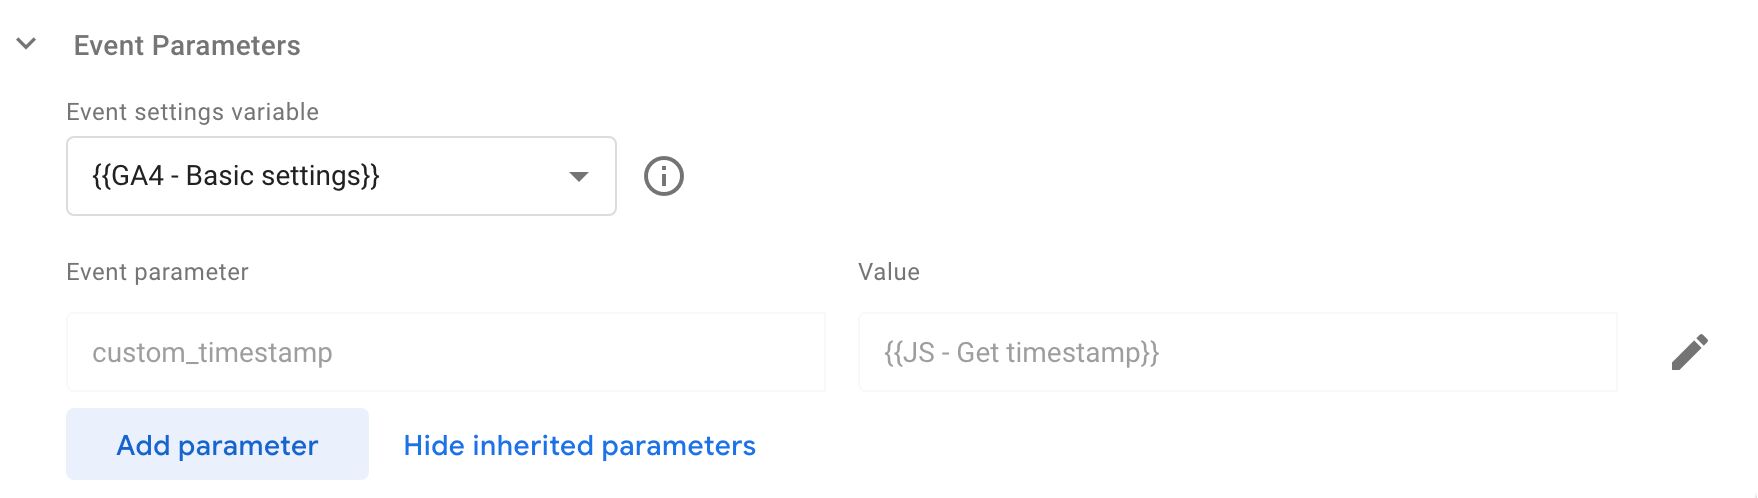 Event Parameters
Event settings variable
{{GA4 - Basic settings}}
Event parameter Value
custom_timestamp {{JS - Get timestamp}}
Add parameter Hide inherited parameters